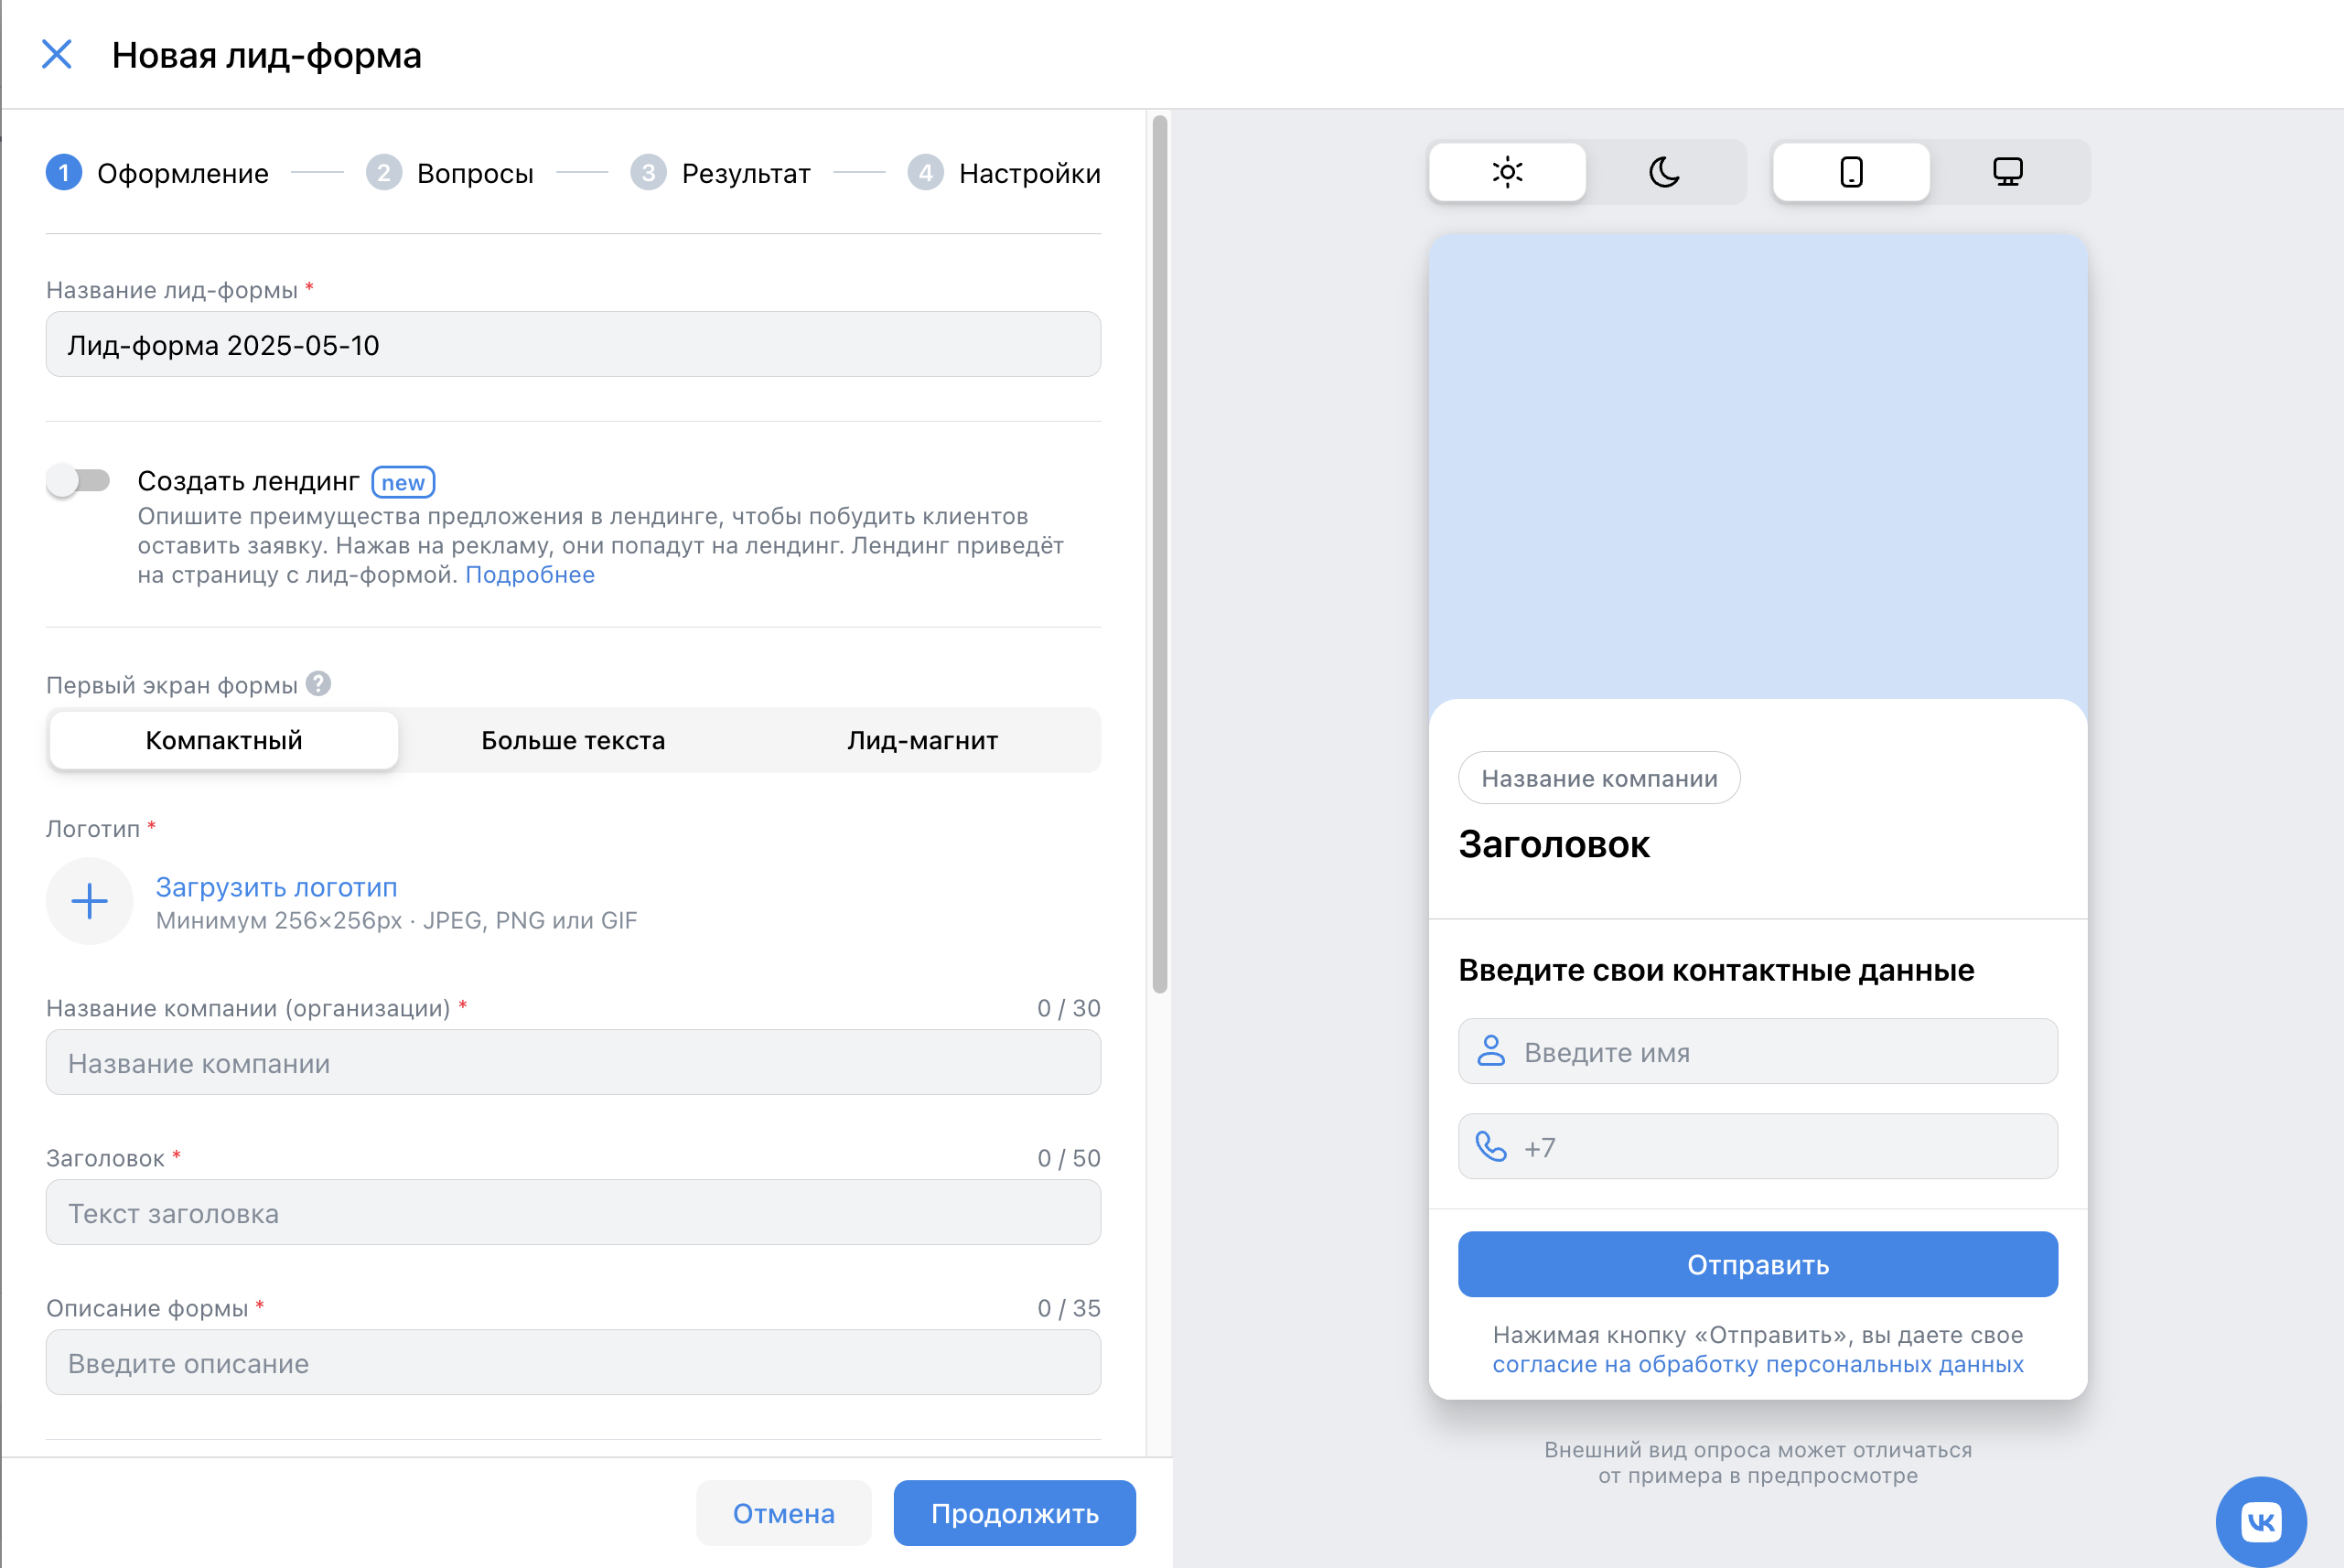 Новая лид-форма
1 Оформление 2 Вопросы 3 Результат 4 Настройки
Название лид-формы *
Лид-форма 2025-05-10
Создать лендинг new
Опишите преимущества предложения в лендинге, чтобы побудить клиентов
оставить заявку. Нажав на рекламу, они попадут на лендинг. Лендинг приведёт
на страницу с лид-формой. Подробнее
Первый экран формы ?
Компактный Больше текста Лид-магнит
Логотип *
Загрузить логотип
Минимум 256×256px · JPEG, PNG или GIF
Название компании (организации) * 0 / 30
Название компании
Заголовок * 0 / 50
Текст заголовка
Описание формы * 0 / 35
Введите описание
Отмена Продолжить
Название компании
Заголовок
Введите свои контактные данные
Введите имя
+7
Отправить
Нажимая кнопку «Отправить», вы даете свое
согласие на обработку персональных данных
Внешний вид опроса может отличаться
от примера в предпросмотре
VK